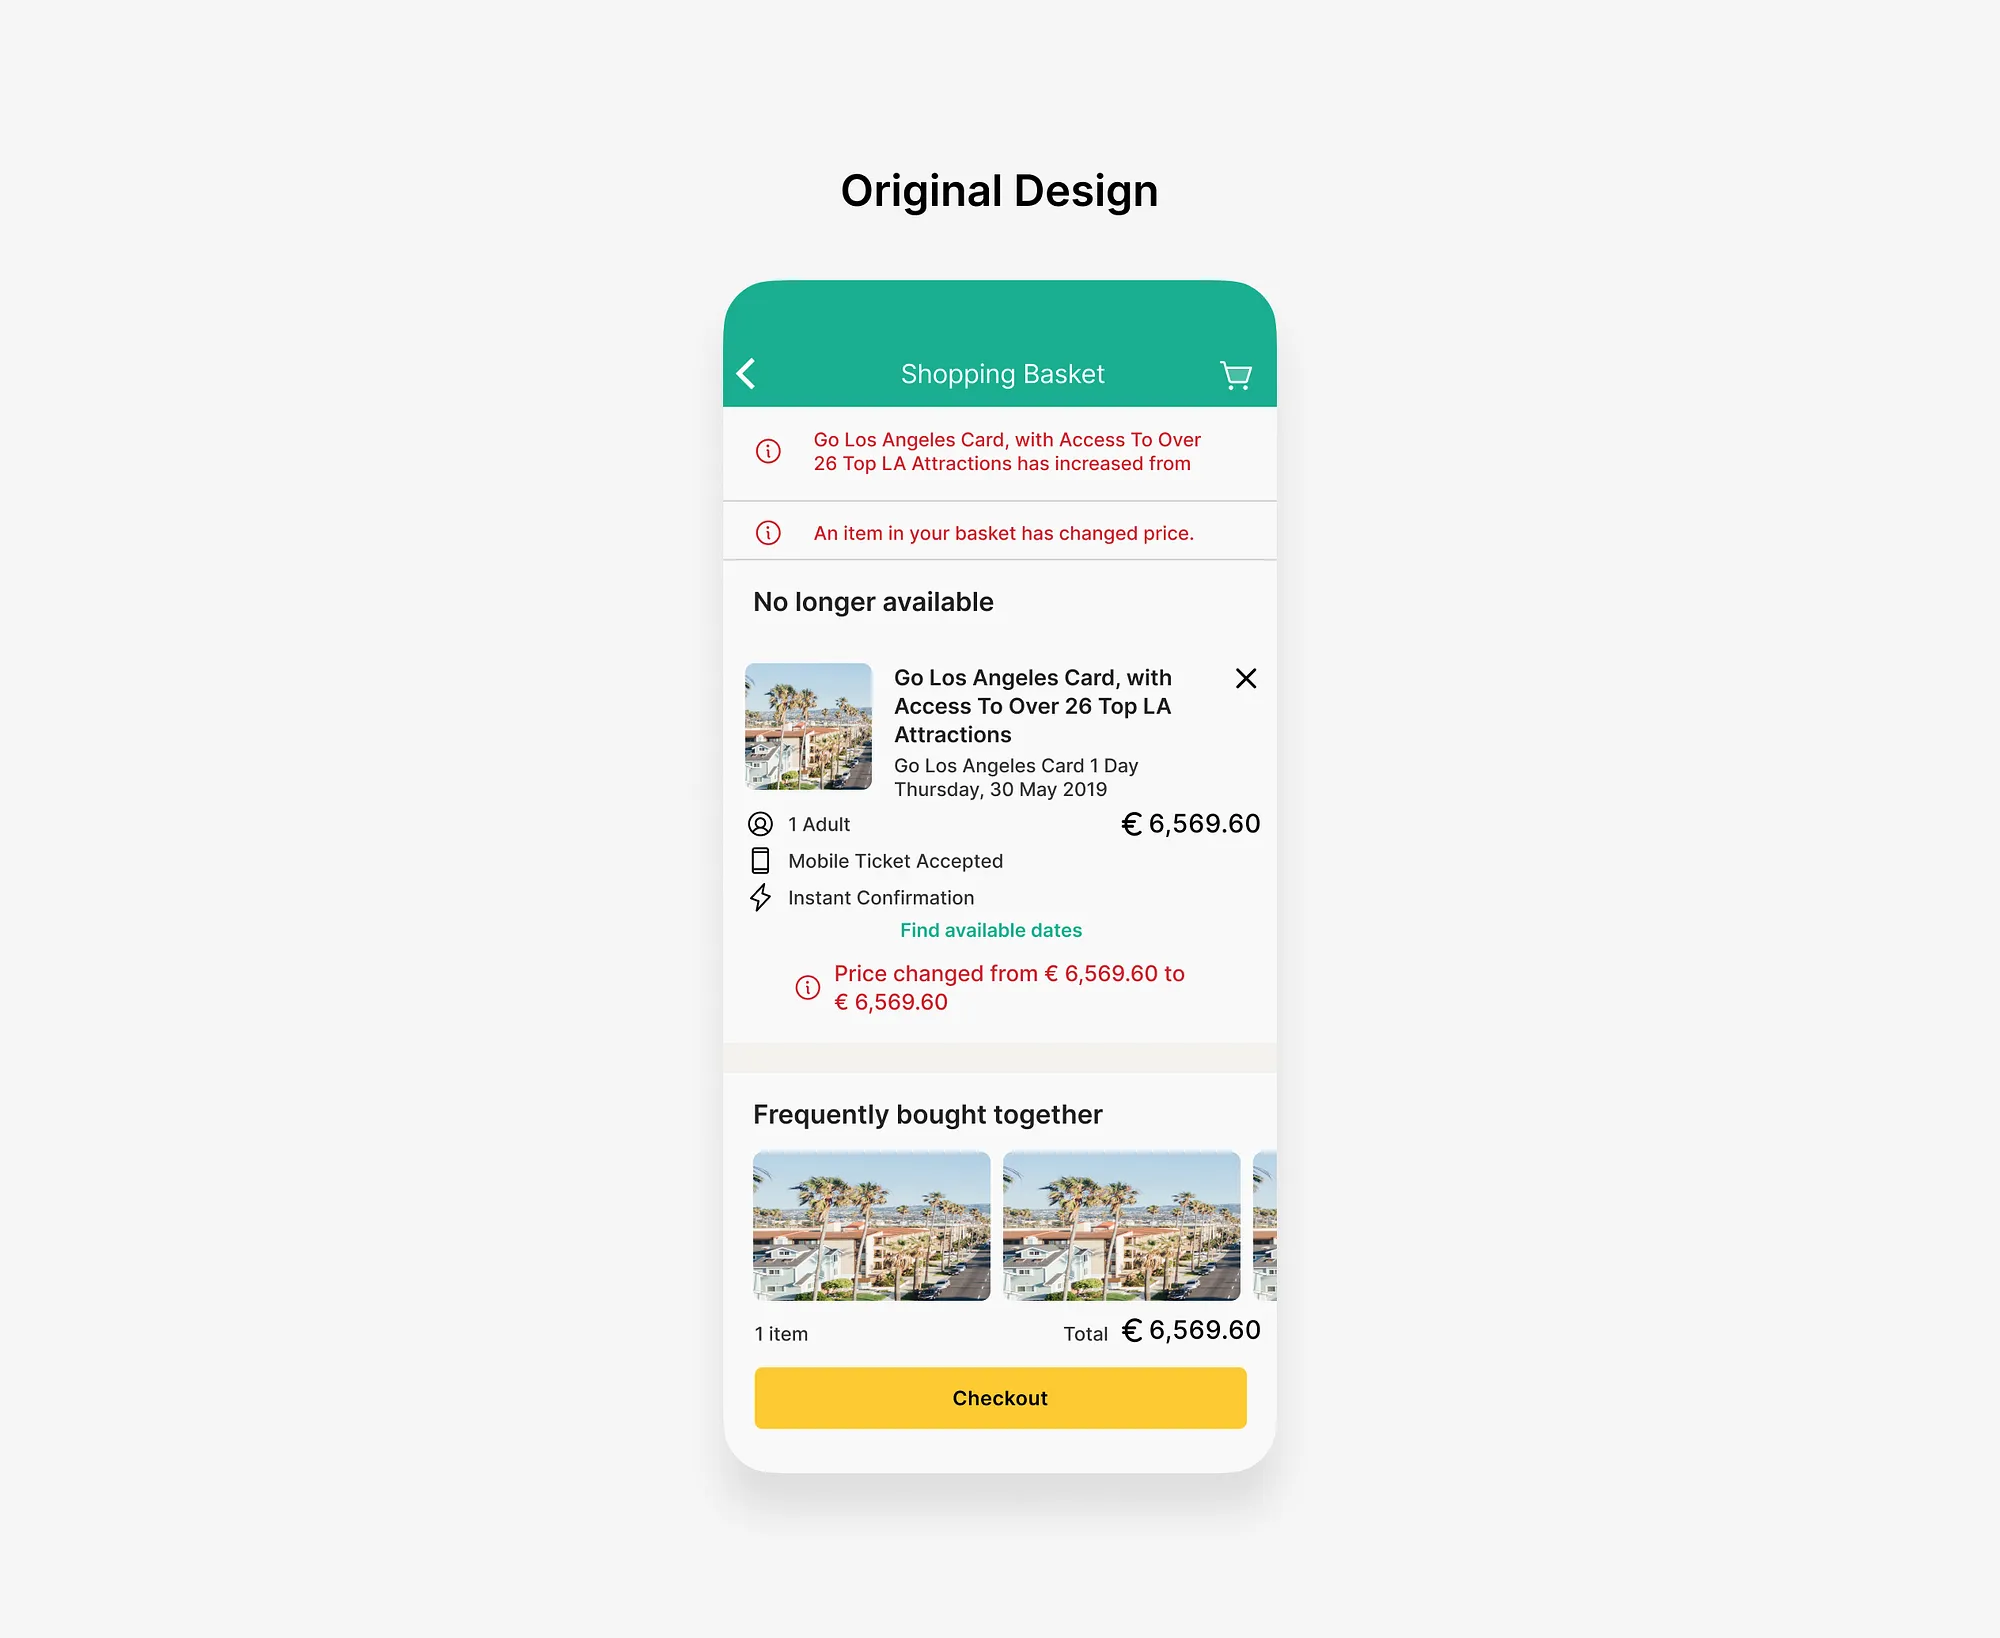 Original Design
Shopping Basket
Go Los Angeles Card, with Access To Over
26 Top LA Attractions has increased from
An item in your basket has changed price.
No longer available
Go Los Angeles Card, with
Access To Over 26 Top LA
Attractions
Go Los Angeles Card 1 Day
Thursday, 30 May 2019
1 Adult
€ 6,569.60
Mobile Ticket Accepted
Instant Confirmation
Find available dates
Price changed from € 6,569.60 to
€ 6,569.60
Frequently bought together
1 item
Total € 6,569.60
Checkout